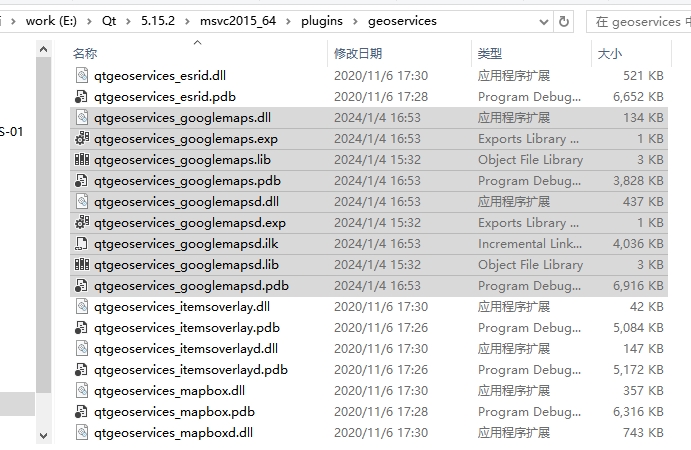 work (E:) › Qt › 5.15.2 › msvc2015_64 › plugins › geoservices 在 geoservices 中
名称 修改日期 类型 大小
qtgeoservices_esrid.dll 2020/11/6 17:30 应用程序扩展 521 KB
qtgeoservices_esrid.pdb 2020/11/6 17:28 Program Debug... 6,652 KB
qtgeoservices_googlemaps.dll 2024/1/4 16:53 应用程序扩展 134 KB
S-01
qtgeoservices_googlemaps.exp 2024/1/4 16:53 Exports Library ... 1 KB
qtgeoservices_googlemaps.lib 2024/1/4 15:32 Object File Library 3 KB
qtgeoservices_googlemaps.pdb 2024/1/4 16:53 Program Debug... 3,828 KB
qtgeoservices_googlemapsd.dll 2024/1/4 16:53 应用程序扩展 437 KB
qtgeoservices_googlemapsd.exp 2024/1/4 15:32 Exports Library ... 1 KB
qtgeoservices_googlemapsd.ilk 2024/1/4 16:53 Incremental Link... 4,036 KB
qtgeoservices_googlemapsd.lib 2024/1/4 15:32 Object File Library 3 KB
qtgeoservices_googlemapsd.pdb 2024/1/4 16:53 Program Debug... 6,916 KB
qtgeoservices_itemsoverlay.dll 2020/11/6 17:30 应用程序扩展 42 KB
qtgeoservices_itemsoverlay.pdb 2020/11/6 17:26 Program Debug... 5,084 KB
qtgeoservices_itemsoverlayd.dll 2020/11/6 17:30 应用程序扩展 147 KB
qtgeoservices_itemsoverlayd.pdb 2020/11/6 17:26 Program Debug... 5,172 KB
qtgeoservices_mapbox.dll 2020/11/6 17:30 应用程序扩展 357 KB
qtgeoservices_mapbox.pdb 2020/11/6 17:28 Program Debug... 6,316 KB
qtgeoservices_mapboxd.dll 2020/11/6 17:30 应用程序扩展 743 KB